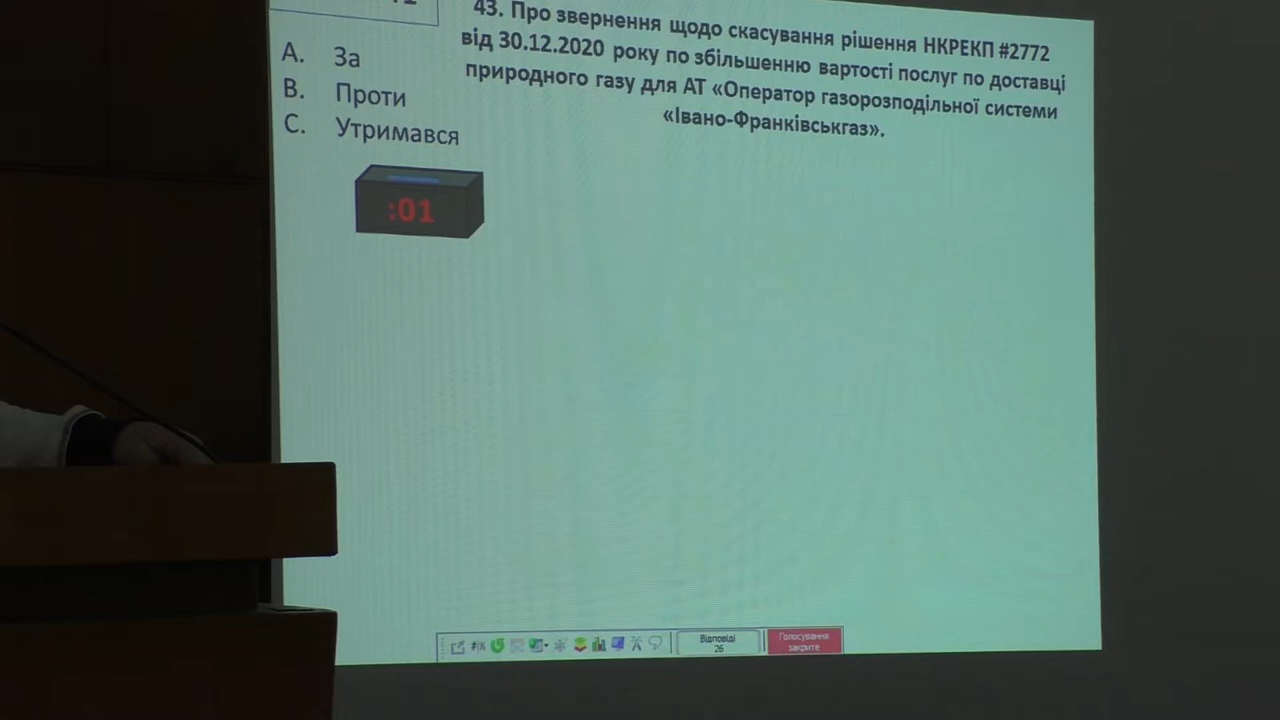 43. Про звернення щодо скасування рішення НКРЕКП #2772
від 30.12.2020 року по збільшенню вартості послуг по доставці
природного газу для АТ «Оператор газорозподільної системи
«Івано-Франківськгаз».
A. За
B. Проти
C. Утримався
:01
Відповіді
26
Голосування
закрите